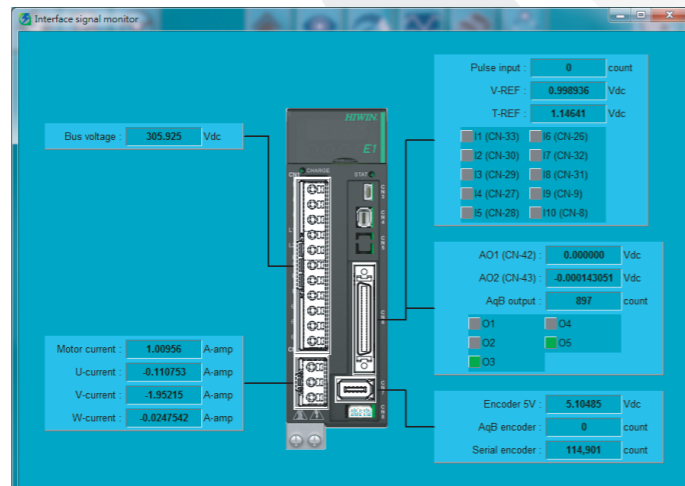 Interface signal monitor
Bus voltage : 305.925 Vdc
Motor current : 1.00956 A-amp
U-current : -0.110753 A-amp
V-current : -1.95215 A-amp
W-current : -0.0247542 A-amp
HIWIN
E1
CHARGE
STAT
Pulse input : 0 count
V-REF : 0.998936 Vdc
T-REF : 1.14641 Vdc
I1 (CN-33) I6 (CN-26)
I2 (CN-30) I7 (CN-32)
I3 (CN-29) I8 (CN-31)
I4 (CN-27) I9 (CN-9)
I5 (CN-28) I10 (CN-8)
AO1 (CN-42) : 0.000000 Vdc
AO2 (CN-43) : -0.000143051 Vdc
AqB output : 897 count
O1 O4
O2 O5
O3
Encoder 5V : 5.10485 Vdc
AqB encoder : 0 count
Serial encoder : 114,901 count